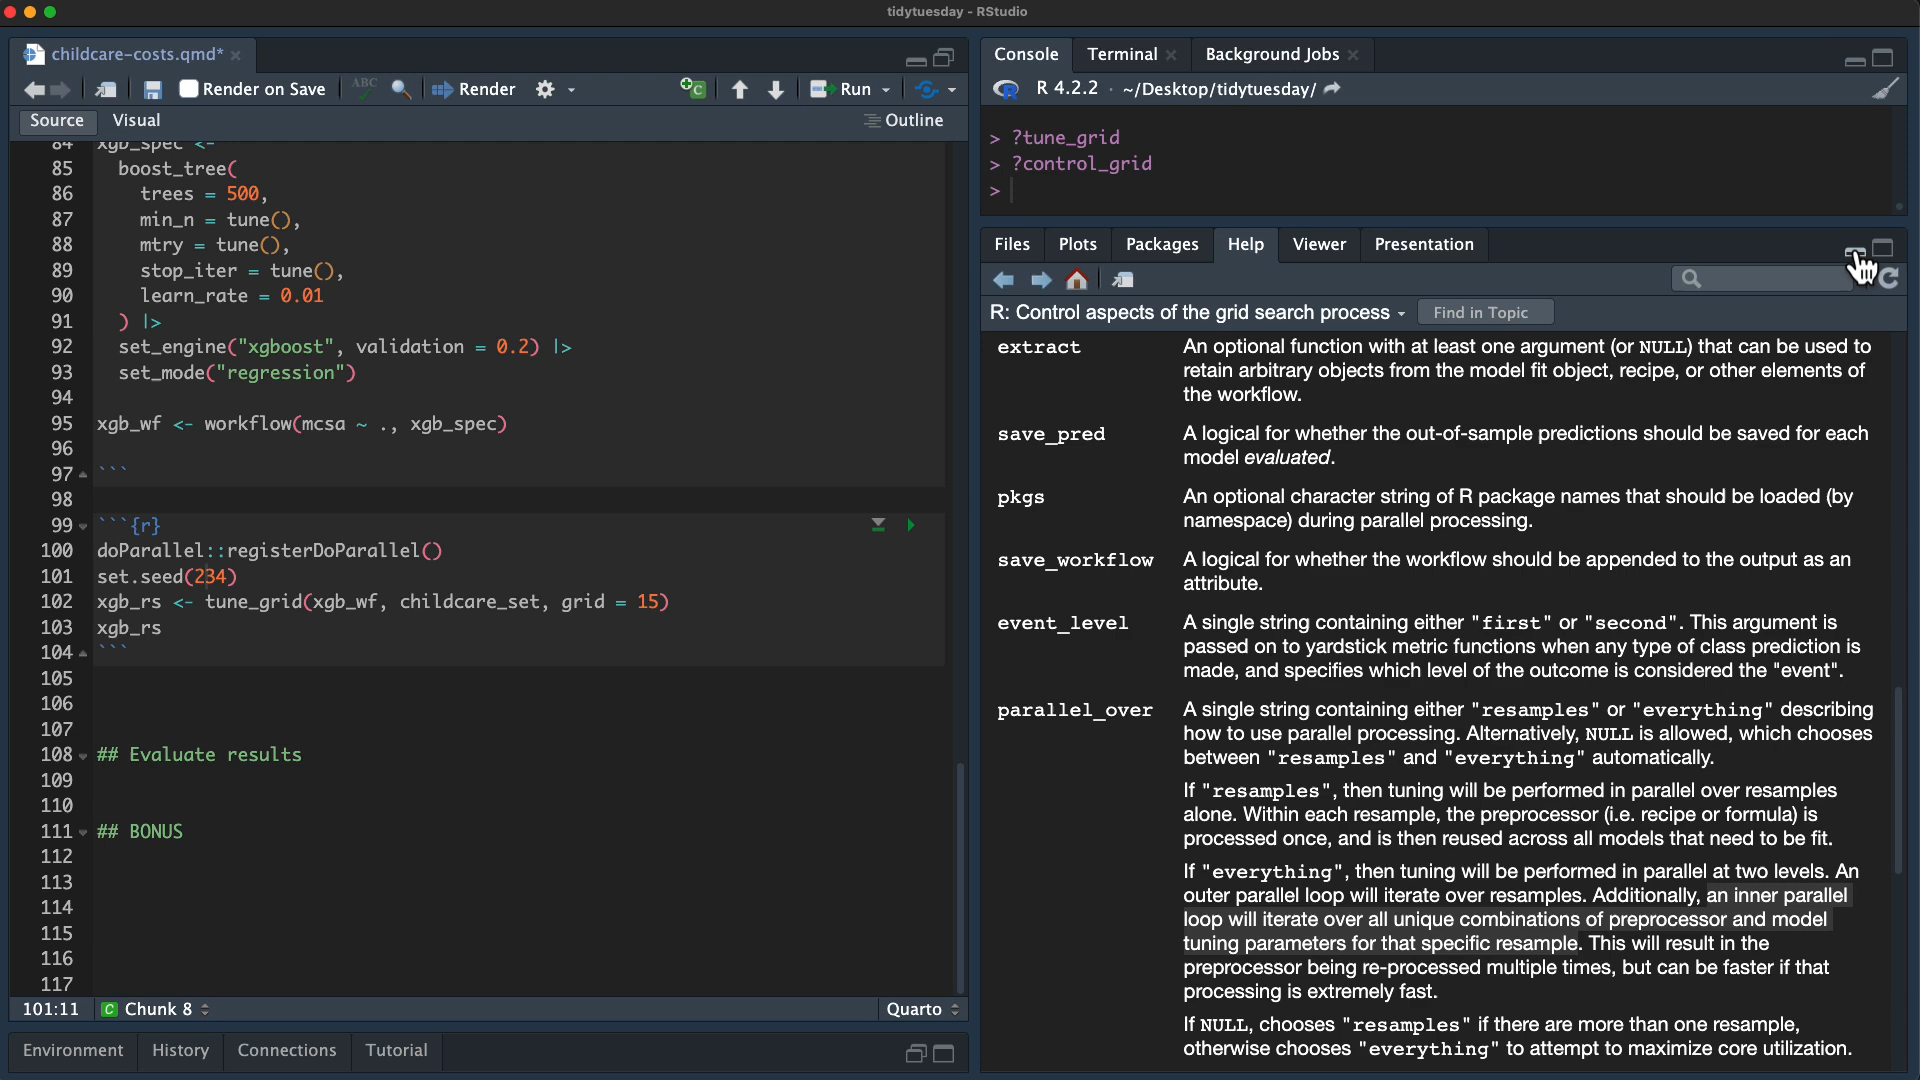 tidytuesday - RStudio
childcare-costs.qmd*
Render on Save
ABC
Render
Run
Source Visual
Outline
84 xgb_spec <-
85 boost_tree(
86 trees = 500,
87 min_n = tune(),
88 mtry = tune(),
89 stop_iter = tune(),
90 learn_rate = 0.01
91 ) |>
92 set_engine("xgboost", validation = 0.2) |>
93 set_mode("regression")
94
95 xgb_wf <- workflow(mcsa ~ ., xgb_spec)
96
97 ```
98
99 ```{r}
100 doParallel::registerDoParallel()
101 set.seed(234)
102 xgb_rs <- tune_grid(xgb_wf, childcare_set, grid = 15)
103 xgb_rs
104 ```
105
106
107
108 ## Evaluate results
109
110
111 ## BONUS
112
113
114
115
116
117
101:11 C Chunk 8
Quarto
Environment History Connections Tutorial
Console Terminal Background Jobs
R 4.2.2 · ~/Desktop/tidytuesday/
> ?tune_grid
> ?control_grid
>
Files Plots Packages Help Viewer Presentation
R: Control aspects of the grid search process Find in Topic
extract An optional function with at least one argument (or NULL) that can be used to
retain arbitrary objects from the model fit object, recipe, or other elements of
the workflow.
save_pred A logical for whether the out-of-sample predictions should be saved for each
model evaluated.
pkgs An optional character string of R package names that should be loaded (by
namespace) during parallel processing.
save_workflow A logical for whether the workflow should be appended to the output as an
attribute.
event_level A single string containing either "first" or "second". This argument is
passed on to yardstick metric functions when any type of class prediction is
made, and specifies which level of the outcome is considered the "event".
parallel_over A single string containing either "resamples" or "everything" describing
how to use parallel processing. Alternatively, NULL is allowed, which chooses
between "resamples" and "everything" automatically.
If "resamples", then tuning will be performed in parallel over resamples
alone. Within each resample, the preprocessor (i.e. recipe or formula) is
processed once, and is then reused across all models that need to be fit.
If "everything", then tuning will be performed in parallel at two levels. An
outer parallel loop will iterate over resamples. Additionally, an inner parallel
loop will iterate over all unique combinations of preprocessor and model
tuning parameters for that specific resample. This will result in the
preprocessor being re-processed multiple times, but can be faster if that
processing is extremely fast.
If NULL, chooses "resamples" if there are more than one resample,
otherwise chooses "everything" to attempt to maximize core utilization.